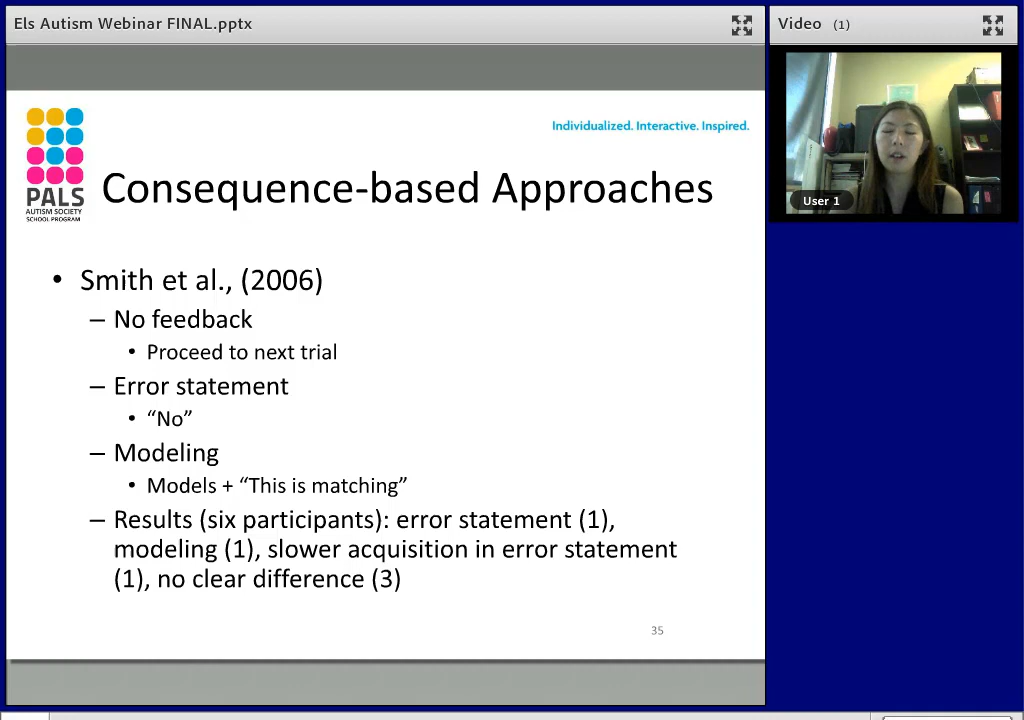 Els Autism Webinar FINAL.pptx
Video (1)
Individualized. Interactive. Inspired.
PALS
AUTISM SOCIETY
SCHOOL PROGRAM
Consequence-based Approaches
• Smith et al., (2006)
– No feedback
• Proceed to next trial
– Error statement
• “No”
– Modeling
• Models + “This is matching”
– Results (six participants): error statement (1),
modeling (1), slower acquisition in error statement
(1), no clear difference (3)
35
User 1